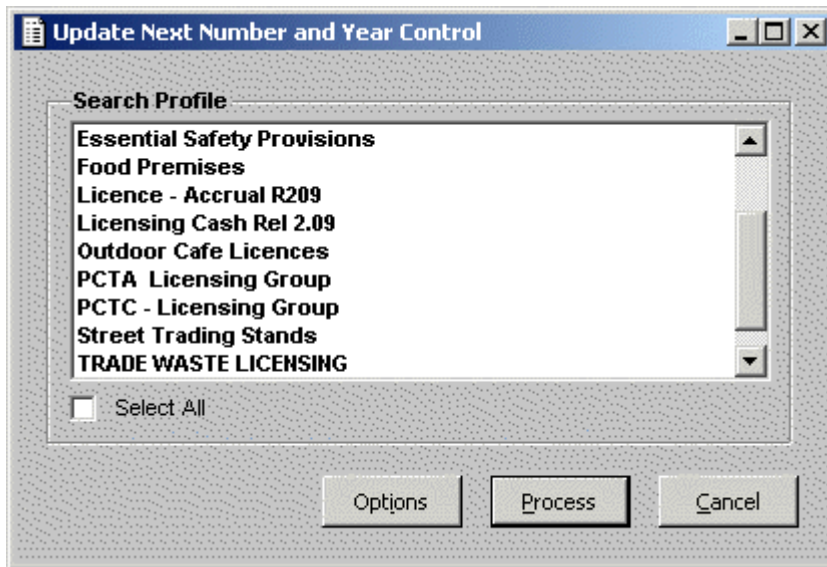 Update Next Number and Year Control
Search Profile
Essential Safety Provisions
Food Premises
Licence - Accrual R209
Licensing Cash Rel 2.09
Outdoor Cafe Licences
PCTA  Licensing Group
PCTC - Licensing Group
Street Trading Stands
TRADE WASTE LICENSING
Select All
Options Process Cancel